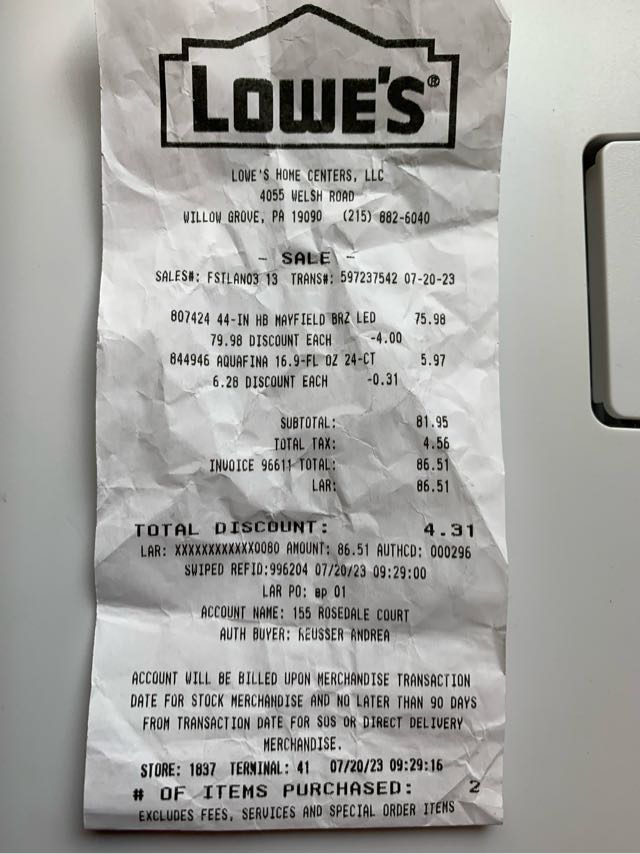 LOWE'S®
LOWE'S HOME CENTERS, LLC
4055 WELSH ROAD
WILLOW GROVE, PA 19090 (215) 682-6040
- SALE -
SALES#: FSTLAN03 13 TRANS#: 597237542 07-20-23
807424 44-IN HB MAYFIELD BRZ LED 75.98
79.98 DISCOUNT EACH -4.00
844946 AQUAFINA 16.9-FL OZ 24-CT 5.97
6.28 DISCOUNT EACH -0.31
SUBTOTAL: 81.95
TOTAL TAX: 4.56
INVOICE 96611 TOTAL: 86.51
LAR: 86.51
TOTAL DISCOUNT: 4.31
LAR: XXXXXXXXXXXX0080 AMOUNT: 86.51 AUTHCD: 000296
SWIPED REFID:996204 07/20/23 09:29:00
LAR PO: BP 01
ACCOUNT NAME: 155 ROSEDALE COURT
AUTH BUYER: KEUSSER ANDREA
ACCOUNT WILL BE BILLED UPON MERCHANDISE TRANSACTION
DATE FOR STOCK MERCHANDISE AND NO LATER THAN 90 DAYS
FROM TRANSACTION DATE FOR SOS OR DIRECT DELIVERY
MERCHANDISE.
STORE: 1837 TERMINAL: 41 07/20/23 09:29:16
# OF ITEMS PURCHASED: 2
EXCLUDES FEES, SERVICES AND SPECIAL ORDER ITEMS